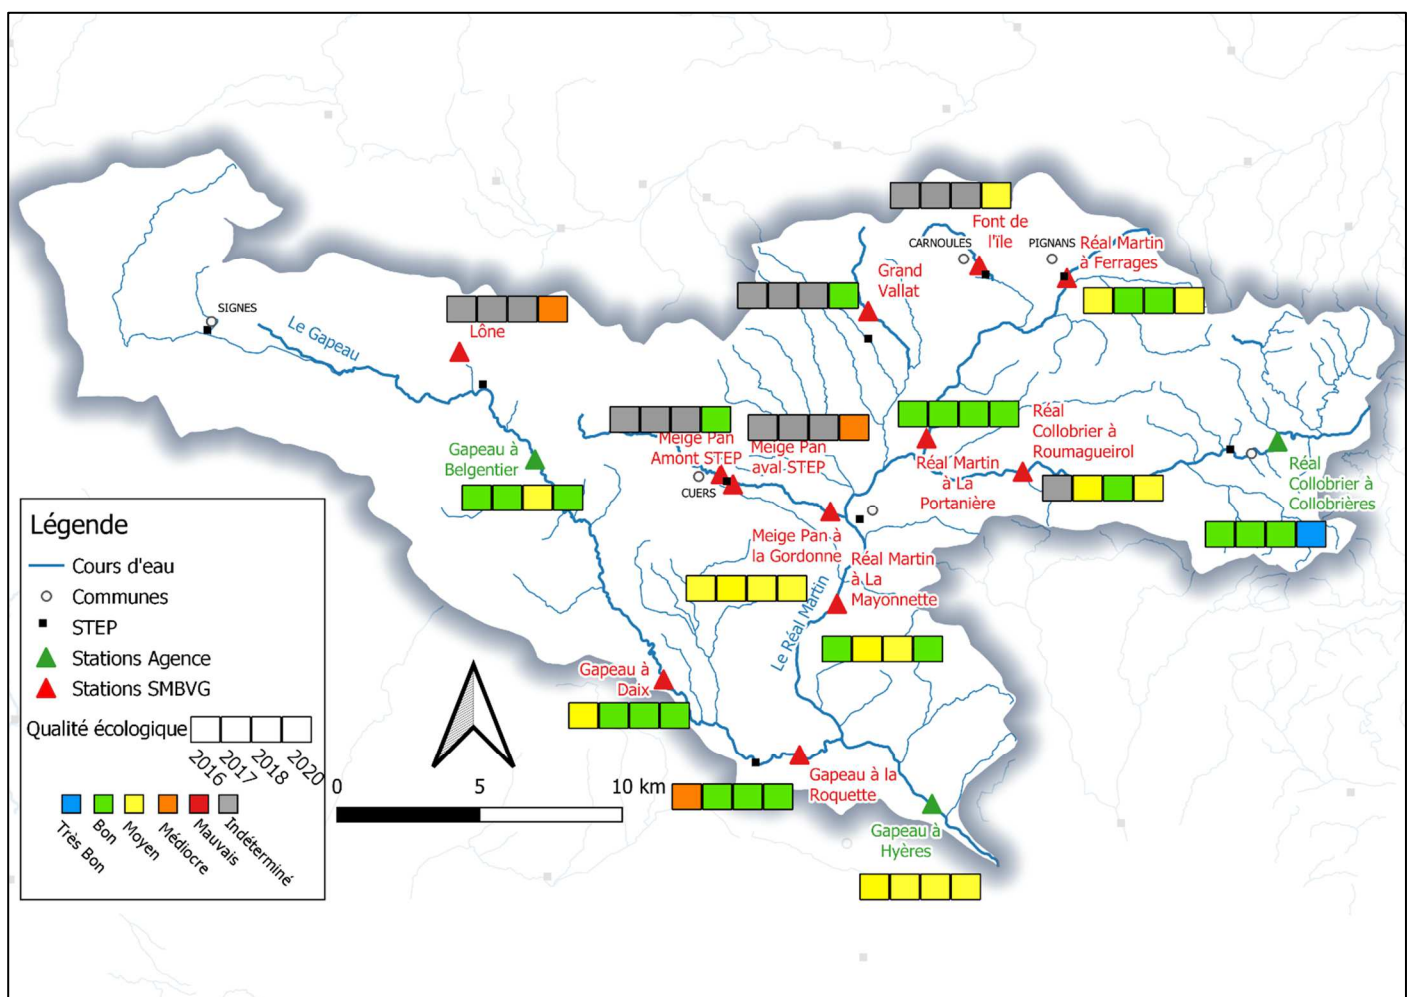 Font de
l'île
CARNOULES
PIGNANS
Réal Martin
à Ferrages
Grand
Vallat
SIGNES
Le Gapeau
Lône
Meige Pan
Amont STEP
Meige Pan
aval STEP
Réal
Collobrier à
Roumagueirol
Gapeau à
Belgentier
CUERS
Réal Martin
à La
Portanière
Réal
Collobrier à
Collobrières
Meige Pan à
la Gordonne
Réal Martin
à La
Mayonnette
Le Réal Martin
Gapeau à
Daix
Gapeau à la
Roquette
Gapeau à
Hyères
0
5
10 km
Légende
Cours d'eau
Communes
STEP
Stations Agence
Stations SMBVG
Qualité écologique
2016
2017
2018
2020
Très Bon
Bon
Moyen
Médiocre
Mauvais
Indéterminé